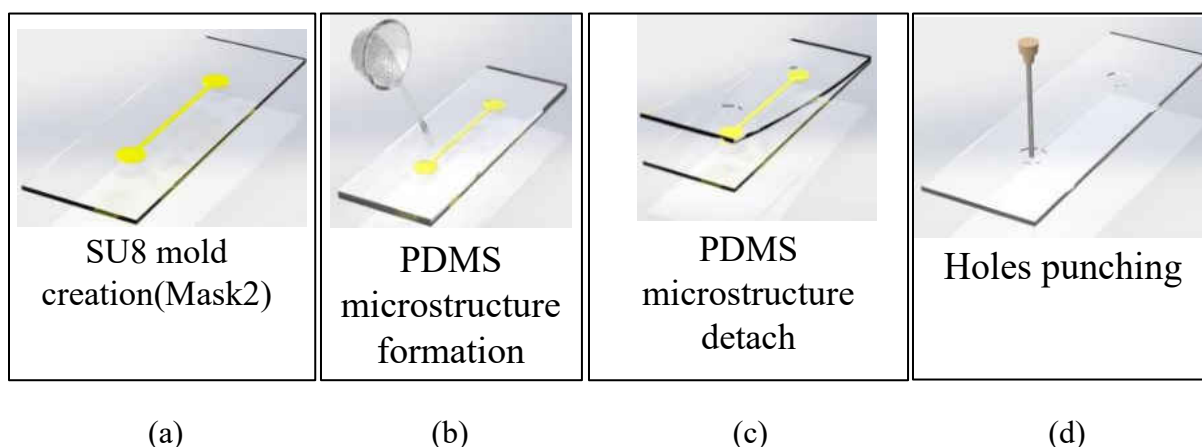 SU8 mold
creation(Mask2)
PDMS
microstructure
formation
PDMS
microstructure
detach
Holes punching
(a)
(b)
(c)
(d)